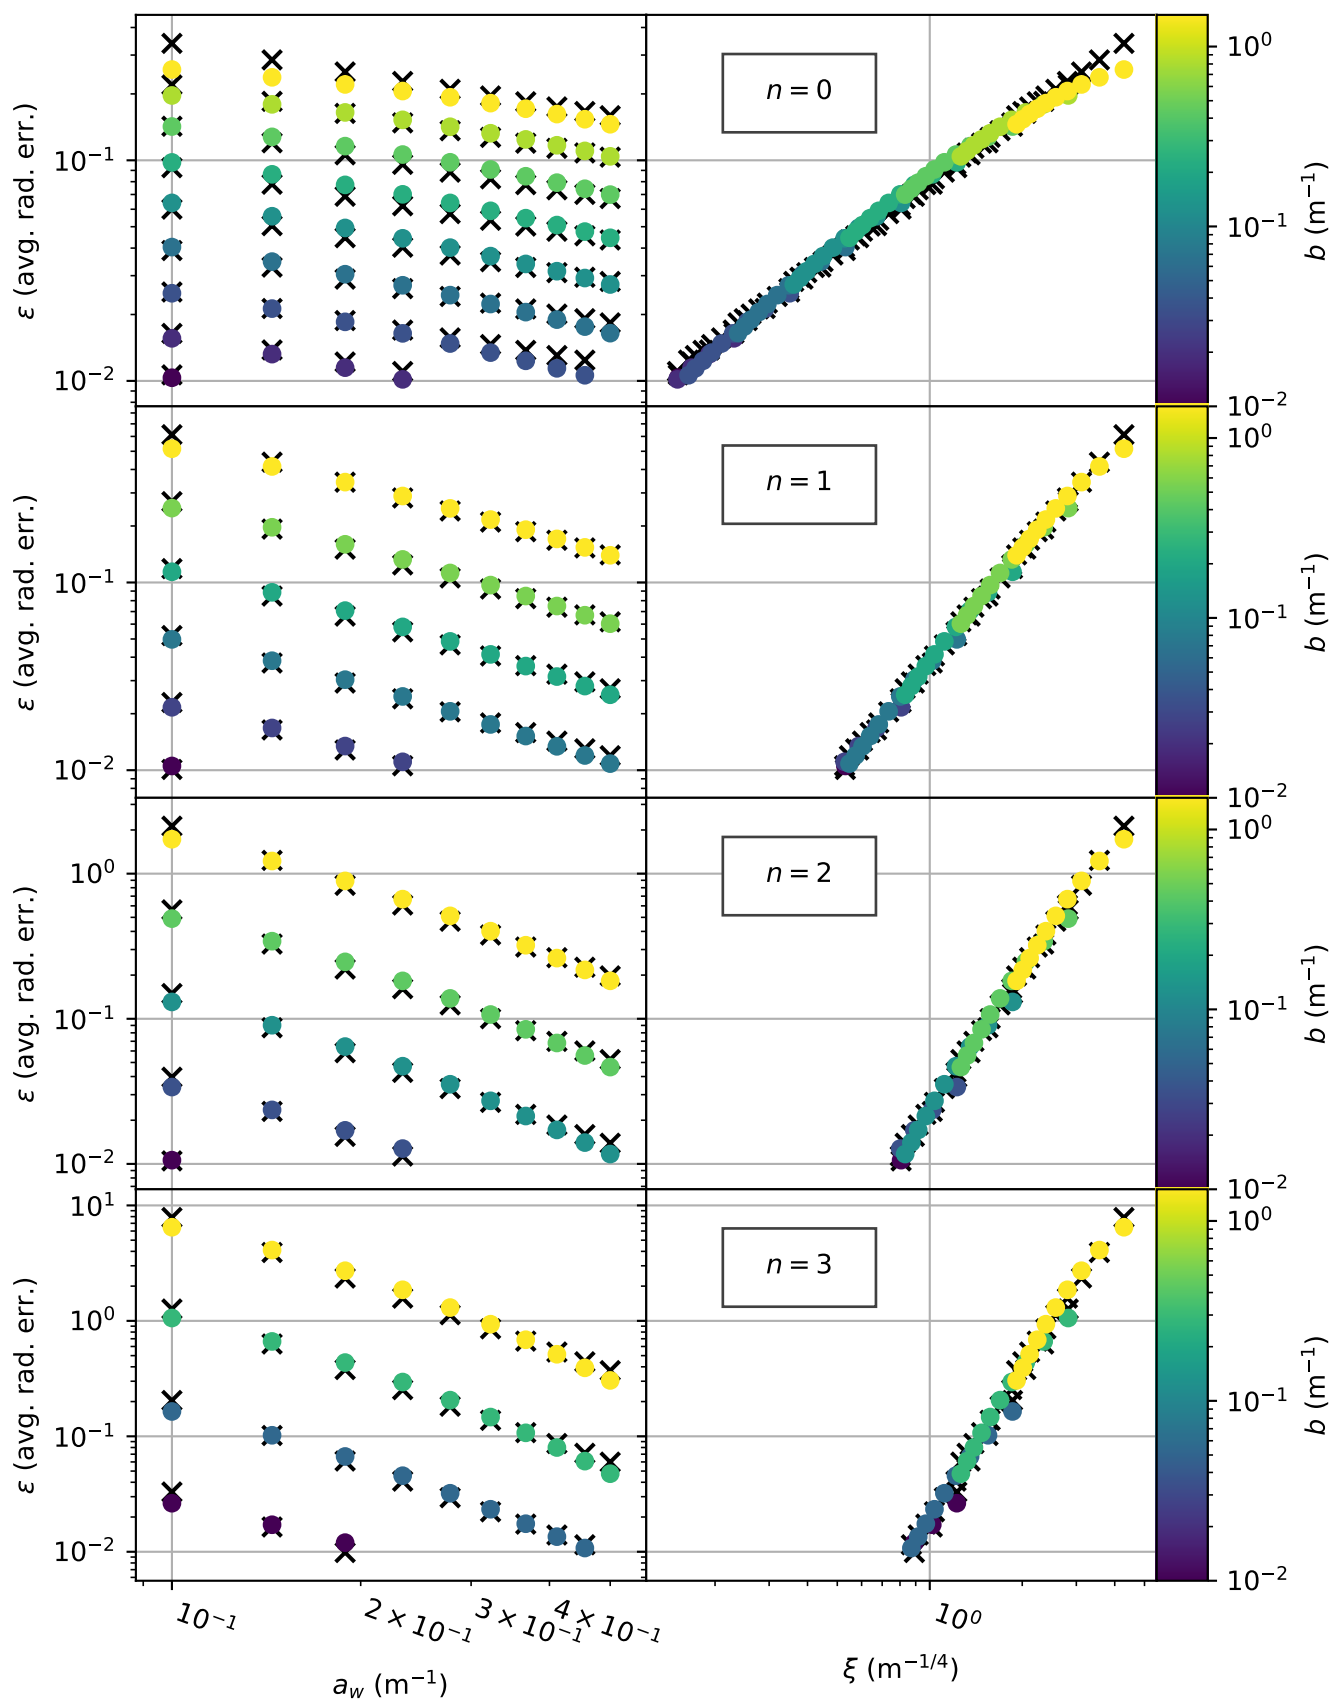 ε (avg. rad. err.)
10⁻¹
10⁻²
n = 0
10⁰
10⁻¹
10⁻²
b (m⁻¹)
ε (avg. rad. err.)
10⁻¹
10⁻²
n = 1
10⁰
10⁻¹
10⁻²
b (m⁻¹)
ε (avg. rad. err.)
10⁰
10⁻¹
10⁻²
n = 2
10⁰
10⁻¹
10⁻²
b (m⁻¹)
ε (avg. rad. err.)
10¹
10⁰
10⁻¹
10⁻²
n = 3
10⁰
10⁻¹
10⁻²
b (m⁻¹)
10⁻¹
2 × 10⁻¹
3 × 10⁻¹
4 × 10⁻¹
10⁰
a_w (m⁻¹)
ξ (m⁻¹/⁴)